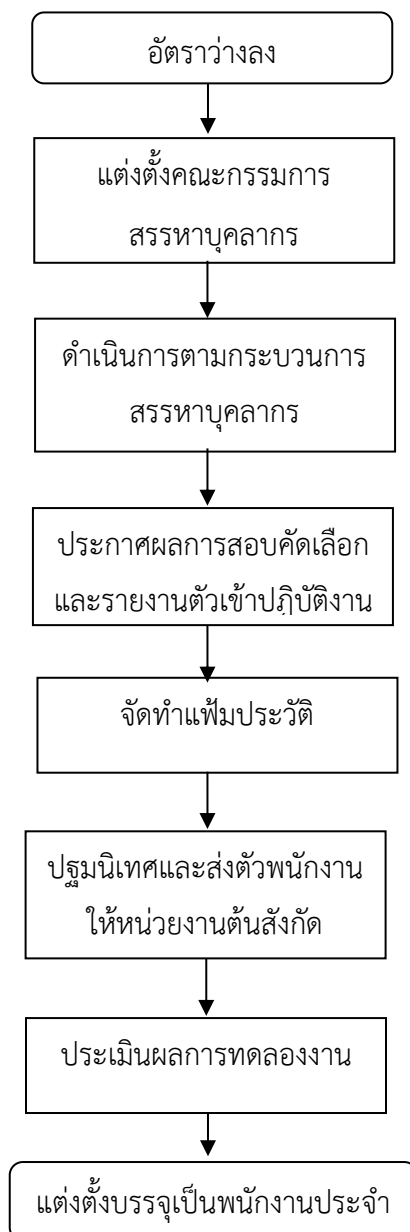 อัตราว่างลง
แต่งตั้งคณะกรรมการ
สรรหาบุคลากร
ดำเนินการตามกระบวนการ
สรรหาบุคลากร
ประกาศผลการสอบคัดเลือก
และรายงานตัวเข้าปฏิบัติงาน
จัดทำแฟ้มประวัติ
ปฐมนิเทศและส่งตัวพนักงาน
ให้หน่วยงานต้นสังกัด
ประเมินผลการทดลองงาน
แต่งตั้งบรรจุเป็นพนักงานประจำ